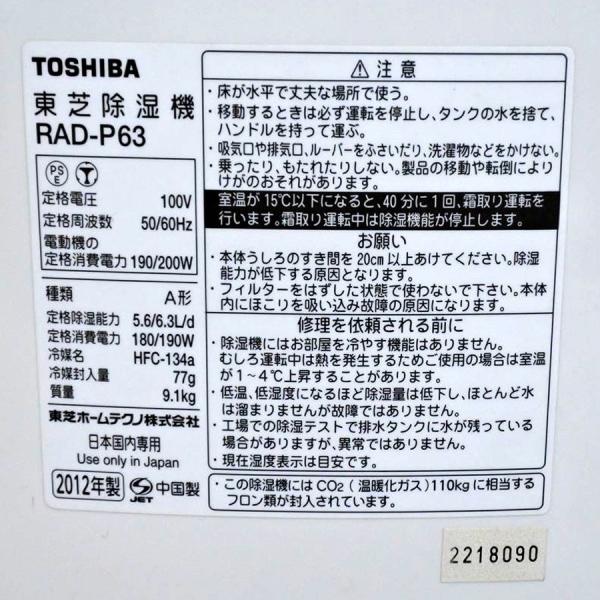 TOSHIBA
東芝除湿機
RAD-P63
PS
E
定格電圧 100V
定格周波数 50/60Hz
電動機の
定格消費電力 190/200W
種類 A形
定格除湿能力 5.6/6.3L/d
定格消費電力 180/190W
冷媒名 HFC-134a
冷媒封入量 77g
質量 9.1kg
東芝ホームテクノ株式会社
日本国内専用
Use only in Japan
2012年製 JET 中国製
⚠注意
・床が水平で丈夫な場所で使う。
・移動するときは必ず運転を停止し、タンクの水を捨て、
ハンドルを持って運ぶ。
・吸気口や排気口、ルーバーをふさいだり、洗濯物などをかけない。
・乗ったり、もたれたりしない。製品の移動や転倒により
けがのおそれがあります。
室温が15℃以下になると、40分に1回、霜取り運転を
行います。霜取り運転中は除湿機能が停止します。
お願い
・本体うしろのすき間を20cm以上あけてください。除湿
能力が低下する原因となります。
・フィルターをはずした状態で使わないで下さい。本体
内にほこりを吸い込み故障の原因になります。
修理を依頼される前に
・除湿機にはお部屋を冷やす機能はありません。
むしろ運転中は熱を発生するためご使用の場合は室温
が1~4℃上昇することがあります。
・低温、低湿度になるほど除湿量は低下し、ほとんど水
は溜まりませんが故障ではありません。
・工場での除湿テストで排水タンクに水が残っている
場合がありますが、異常ではありません。
・現在湿度表示は目安です。
・この除湿機にはCO2（温暖化ガス）110kgに相当する
フロン類が封入されています。
2218090